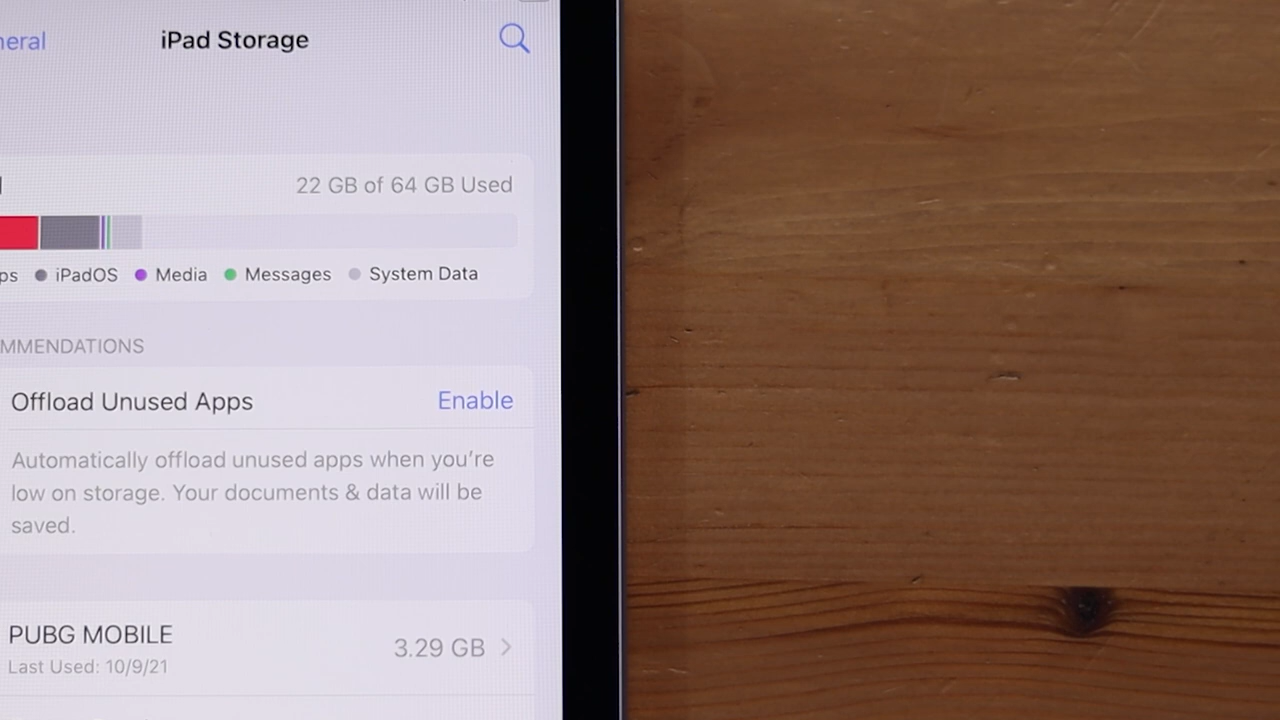 neral
iPad Storage
22 GB of 64 GB Used
ps iPadOS Media Messages System Data
MMENDATIONS
Offload Unused Apps Enable
Automatically offload unused apps when you’re
low on storage. Your documents & data will be
saved.
PUBG MOBILE
3.29 GB
Last Used: 10/9/21